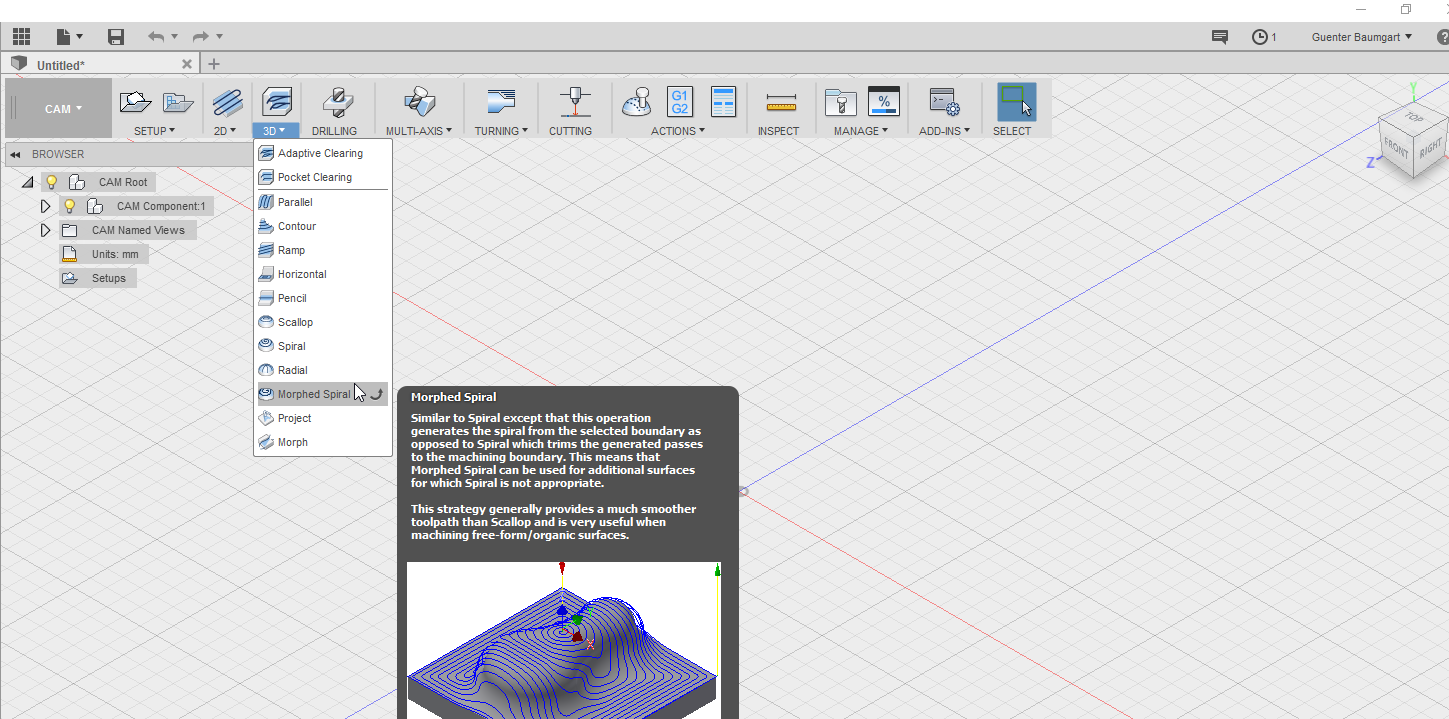 1
Guenter Baumgart
?
Untitled*
CAM
SETUP
2D
3D
DRILLING
MULTI-AXIS
TURNING
CUTTING
G1
G2
ACTIONS
INSPECT
%
MANAGE
ADD-INS
SELECT
Y
TOP
FRONT
RIGHT
Z
BROWSER
CAM Root
CAM Component:1
CAM Named Views
Units: mm
Setups
Adaptive Clearing
Pocket Clearing
Parallel
Contour
Ramp
Horizontal
Pencil
Scallop
Spiral
Radial
Morphed Spiral
Project
Morph
Morphed Spiral
Similar to Spiral except that this operation
generates the spiral from the selected boundary as
opposed to Spiral which trims the generated passes
to the machining boundary. This means that
Morphed Spiral can be used for additional surfaces
for which Spiral is not appropriate.
This strategy generally provides a much smoother
toolpath than Scallop and is very useful when
machining free-form/organic surfaces.
X